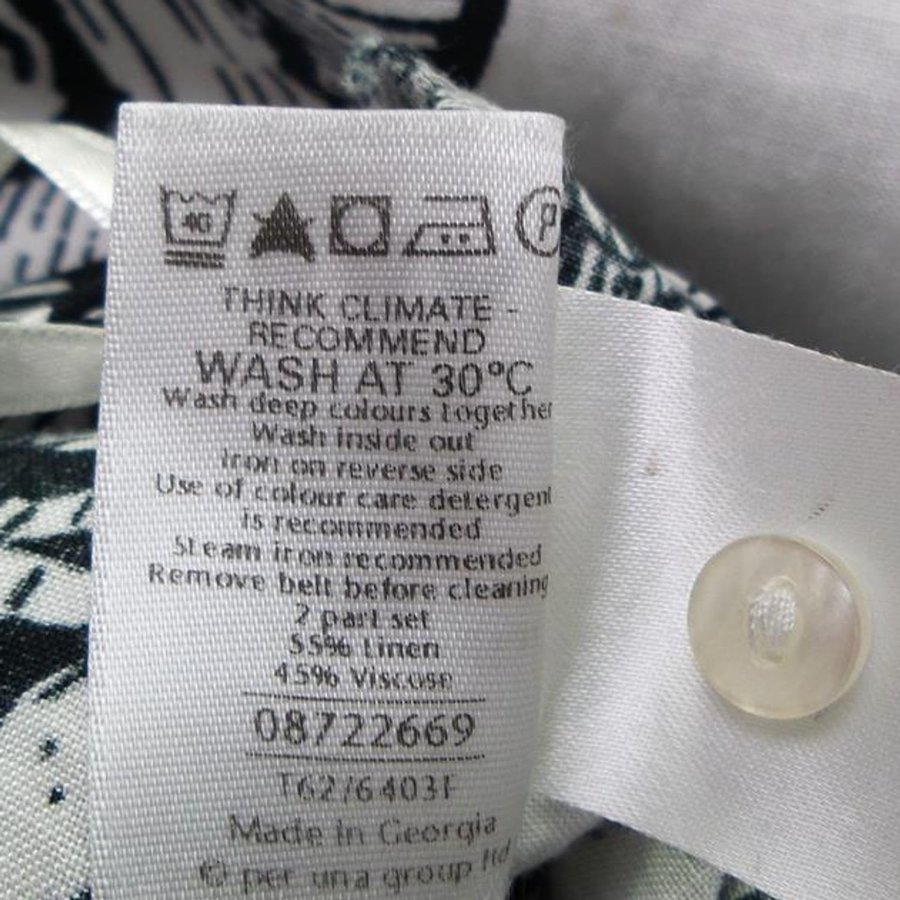 40 P
THINK CLIMATE -
RECOMMEND
WASH AT 30°C
Wash deep colours together
Wash inside out
Iron on reverse side
Use of colour care detergent
is recommended
Steam iron recommended
Remove belt before cleaning
2 part set
55% Linen
45% Viscose
08722669
T62/6403F
Made in Georgia
© per una group ltd